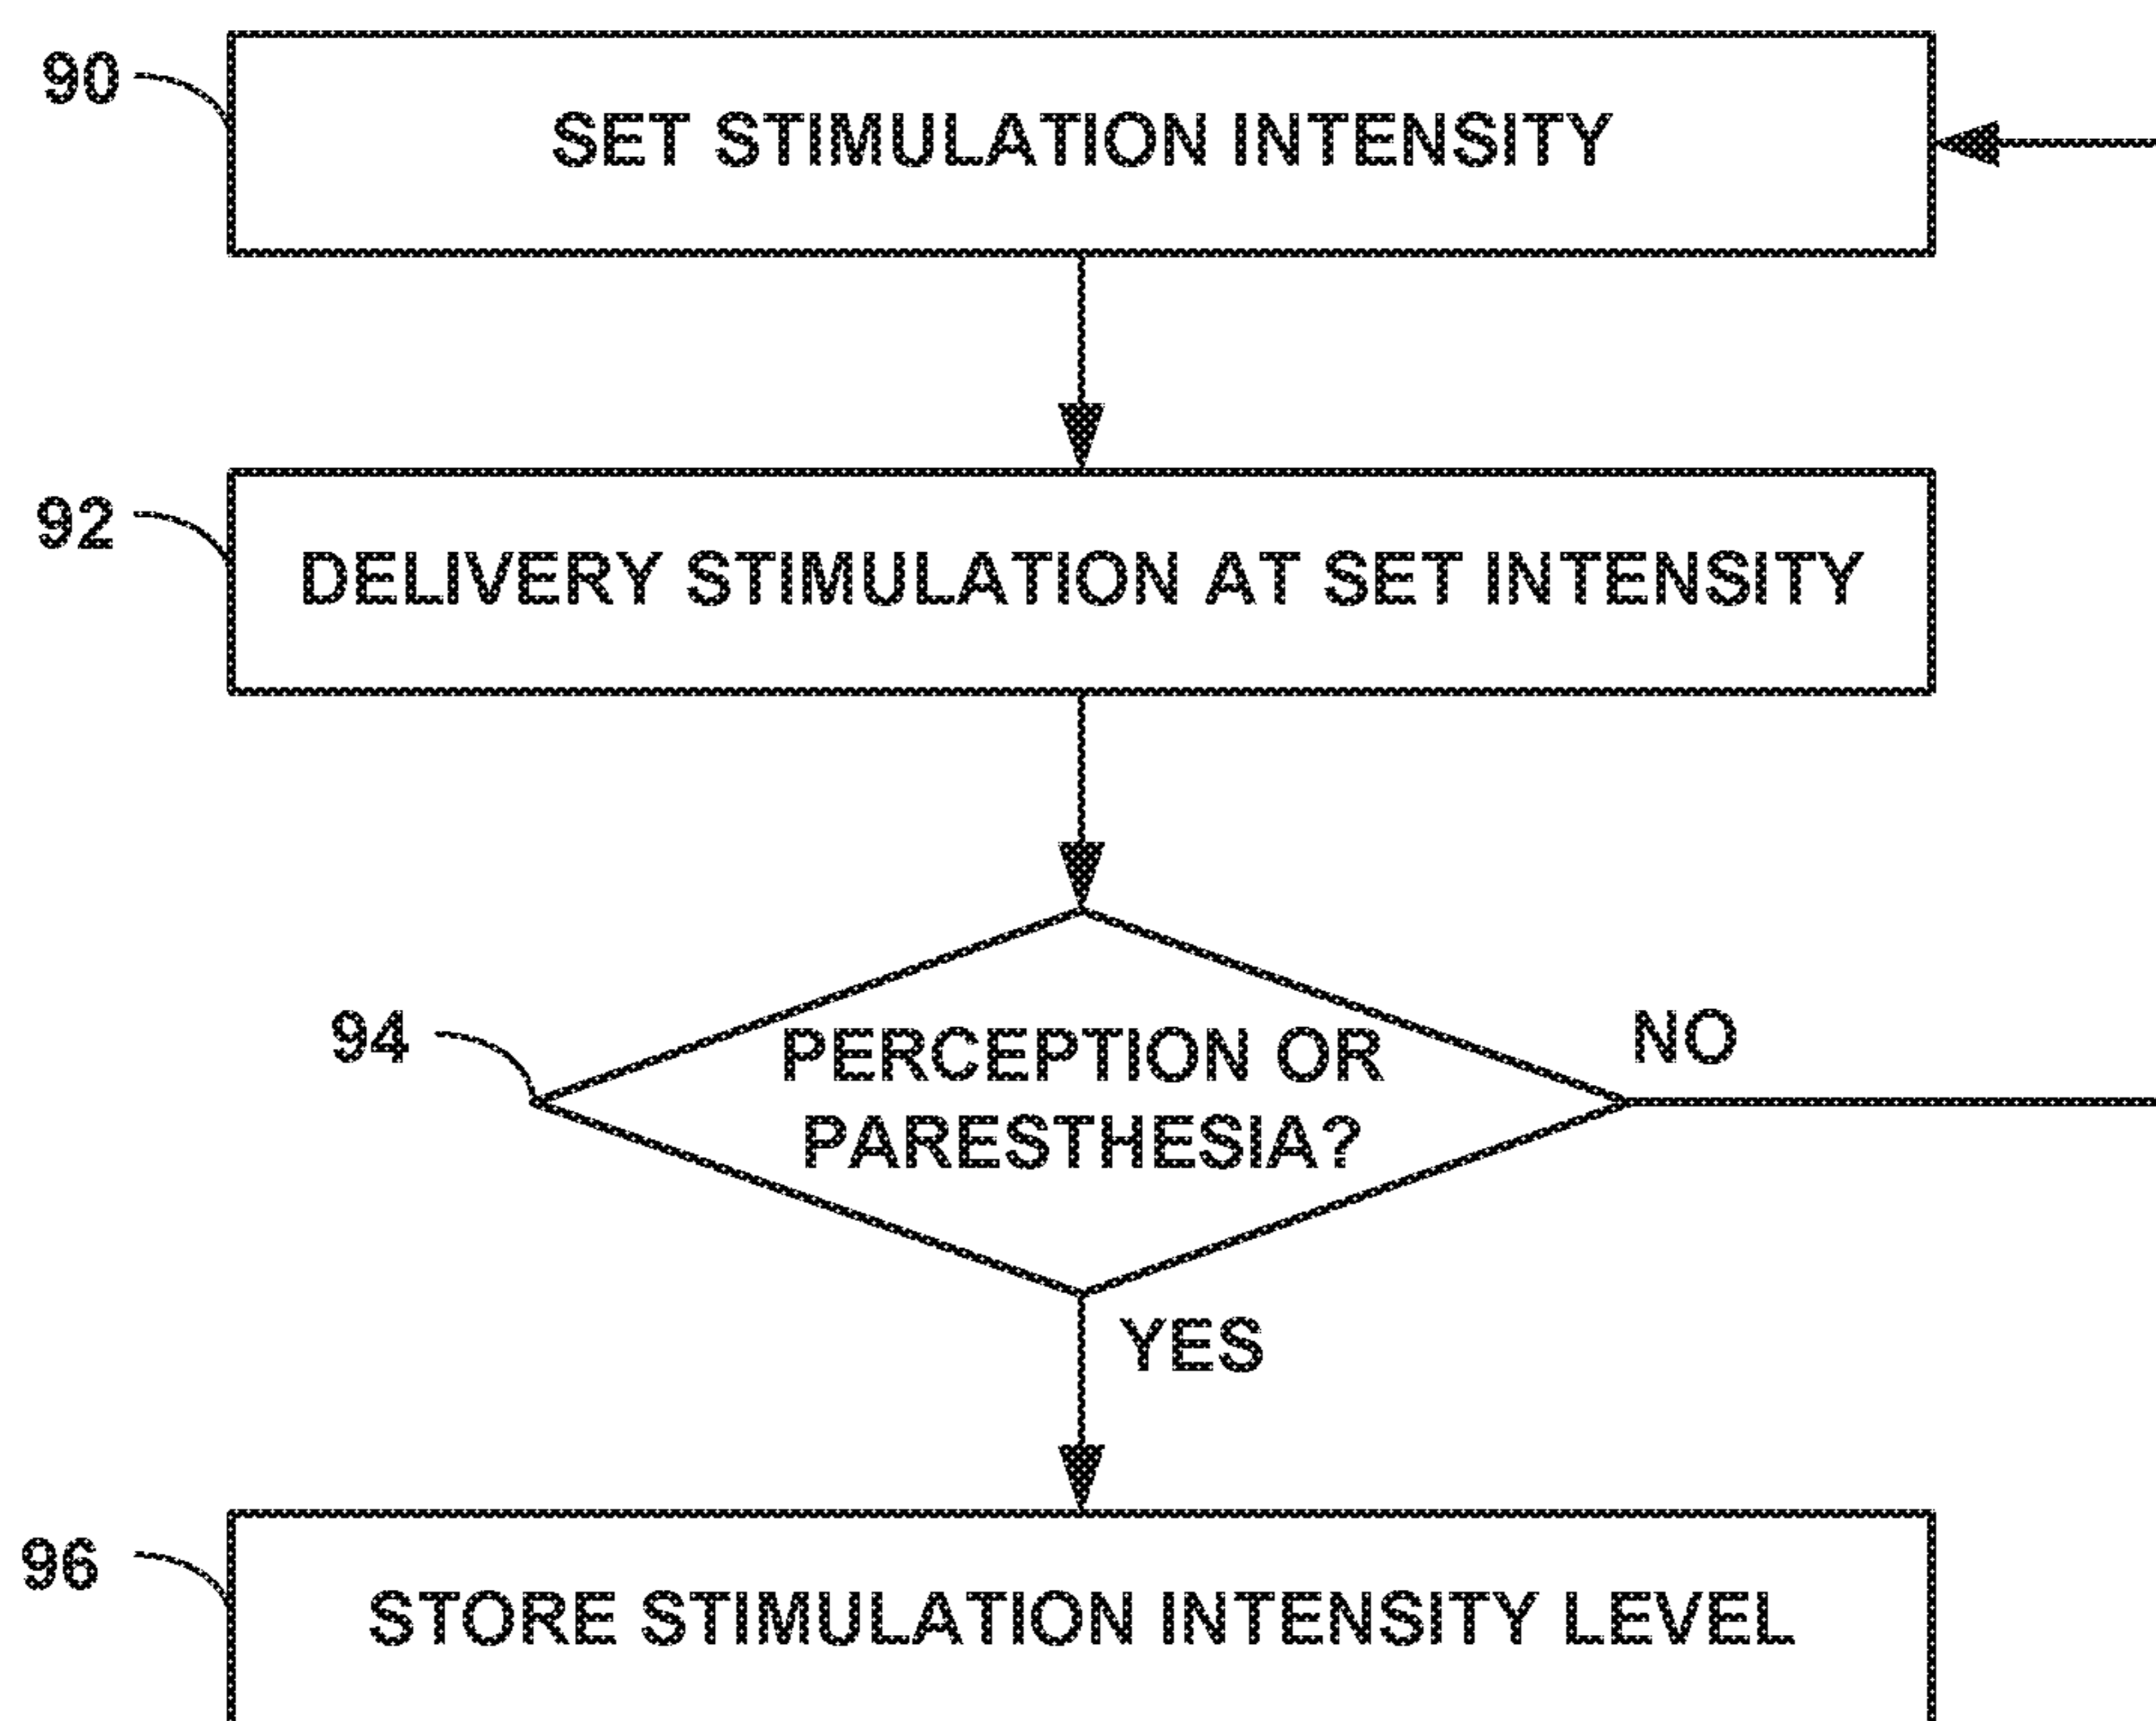 90
SET STIMULATION INTENSITY
92
DELIVERY STIMULATION AT SET INTENSITY
94
PERCEPTION OR
PARESTHESIA?
NO
YES
96
STORE STIMULATION INTENSITY LEVEL